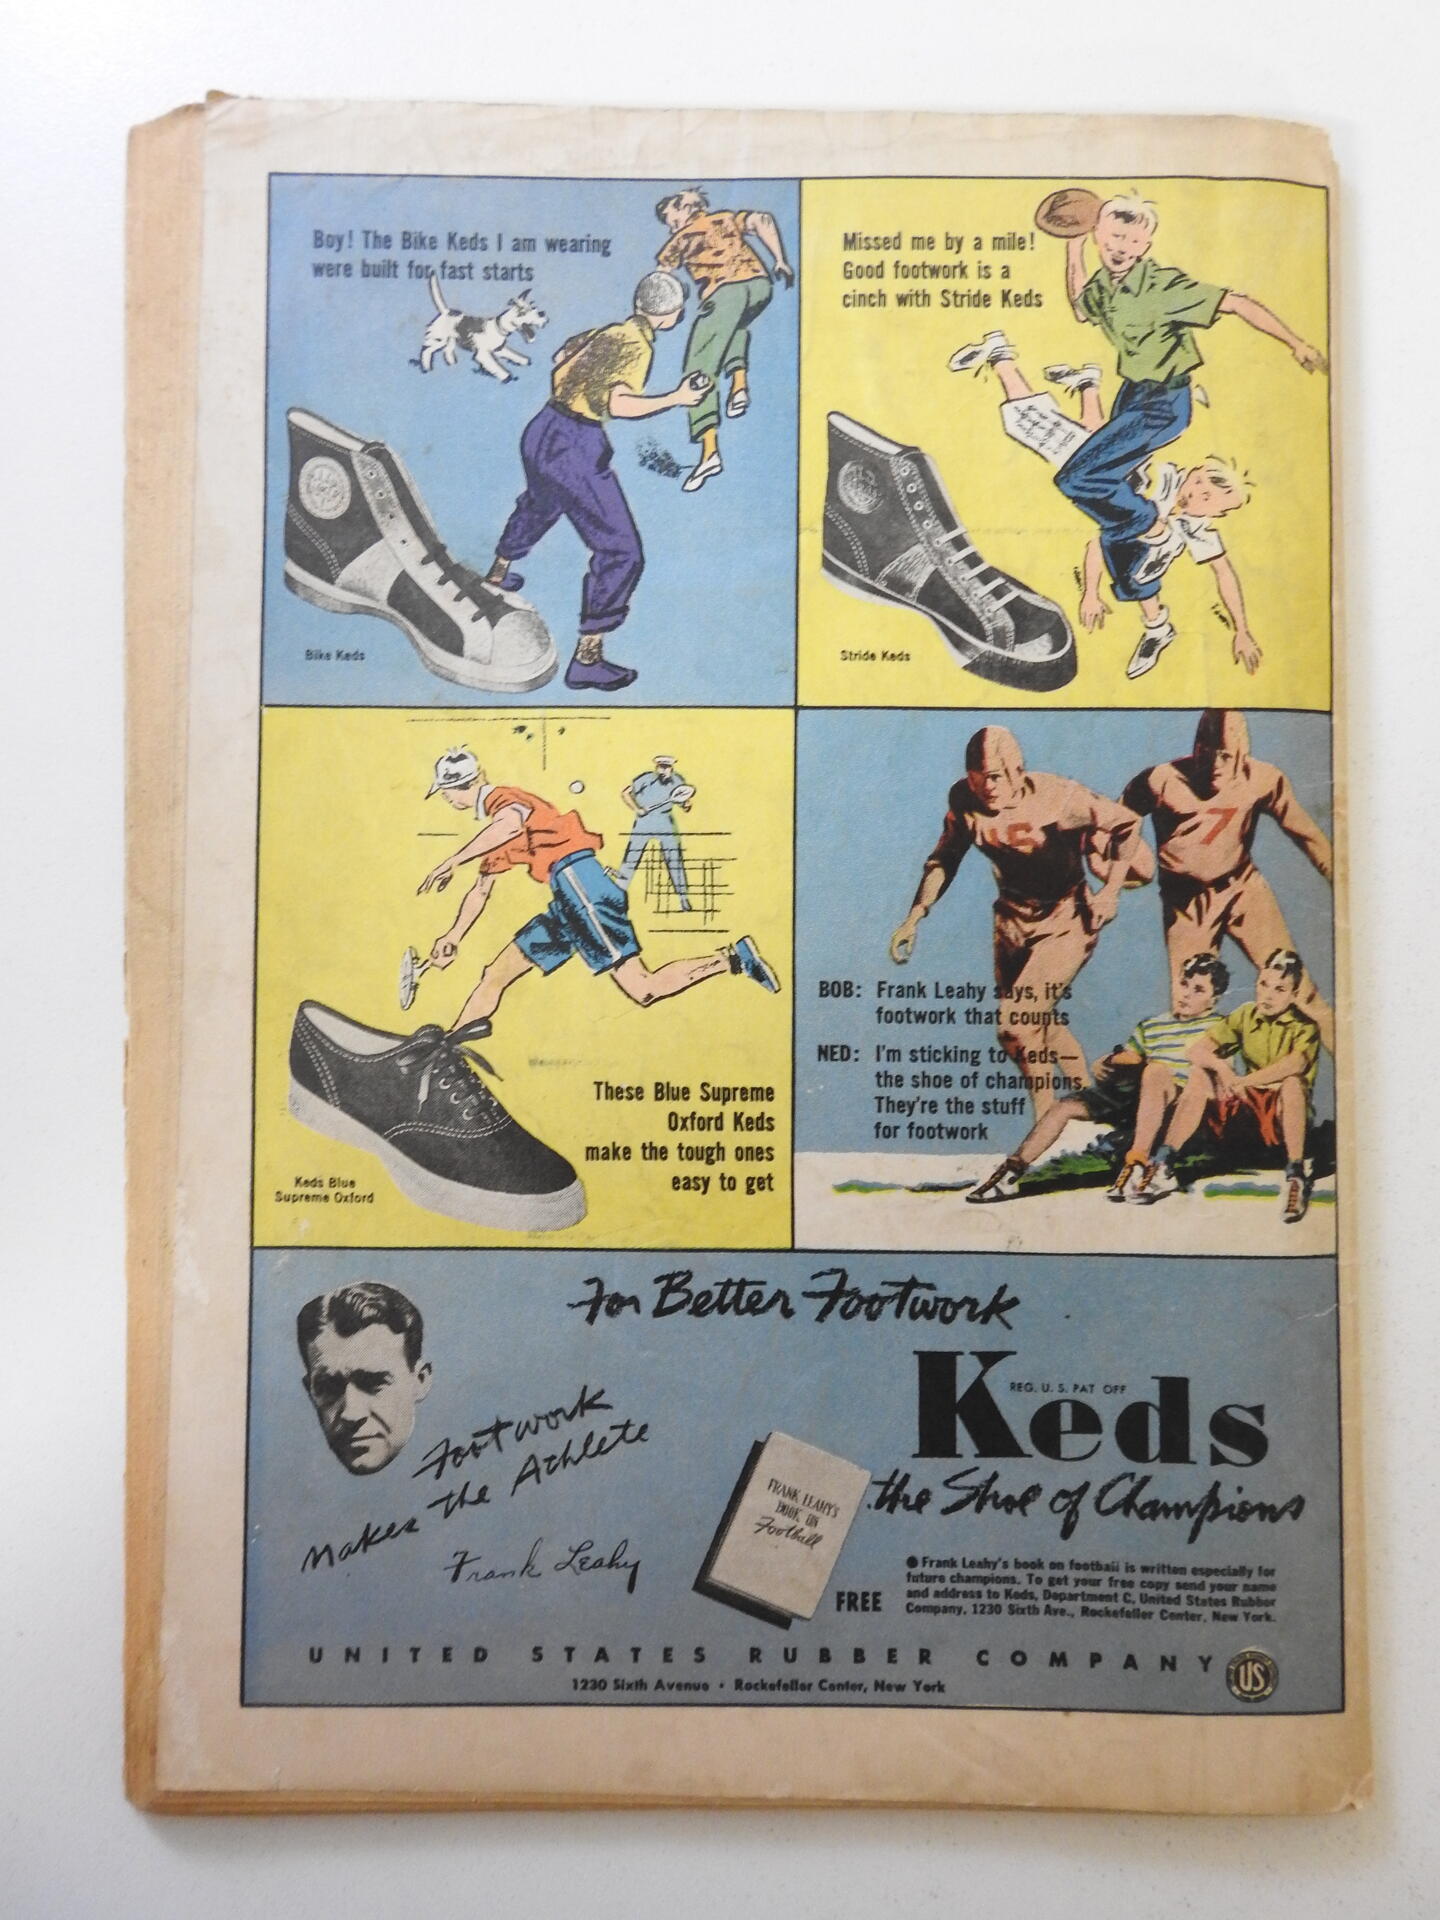 Boy! The Bike Keds I am wearing
were built for fast starts
Bike Keds
Missed me by a mile!
Good footwork is a
cinch with Stride Keds
Stride Keds
These Blue Supreme
Oxford Keds
make the tough ones
easy to get
Keds Blue
Supreme Oxford
16
7
BOB: Frank Leahy says, it's
footwork that counts
NED: I'm sticking to Keds—
the shoe of champions.
They're the stuff
for footwork
For Better Footwork
Keds
REG. U. S. PAT OFF
the Shoe of Champions
Footwork
Makes the Athlete
Frank Leahy
FRANK LEAHY'S
BOOK ON
Football
FREE
● Frank Leahy's book on football is written especially for
future champions. To get your free copy send your name
and address to Keds, Department C, United States Rubber
Company, 1230 Sixth Ave., Rockefeller Center, New York.
UNITED STATES RUBBER COMPANY
US
1230 Sixth Avenue • Rockefeller Center, New York